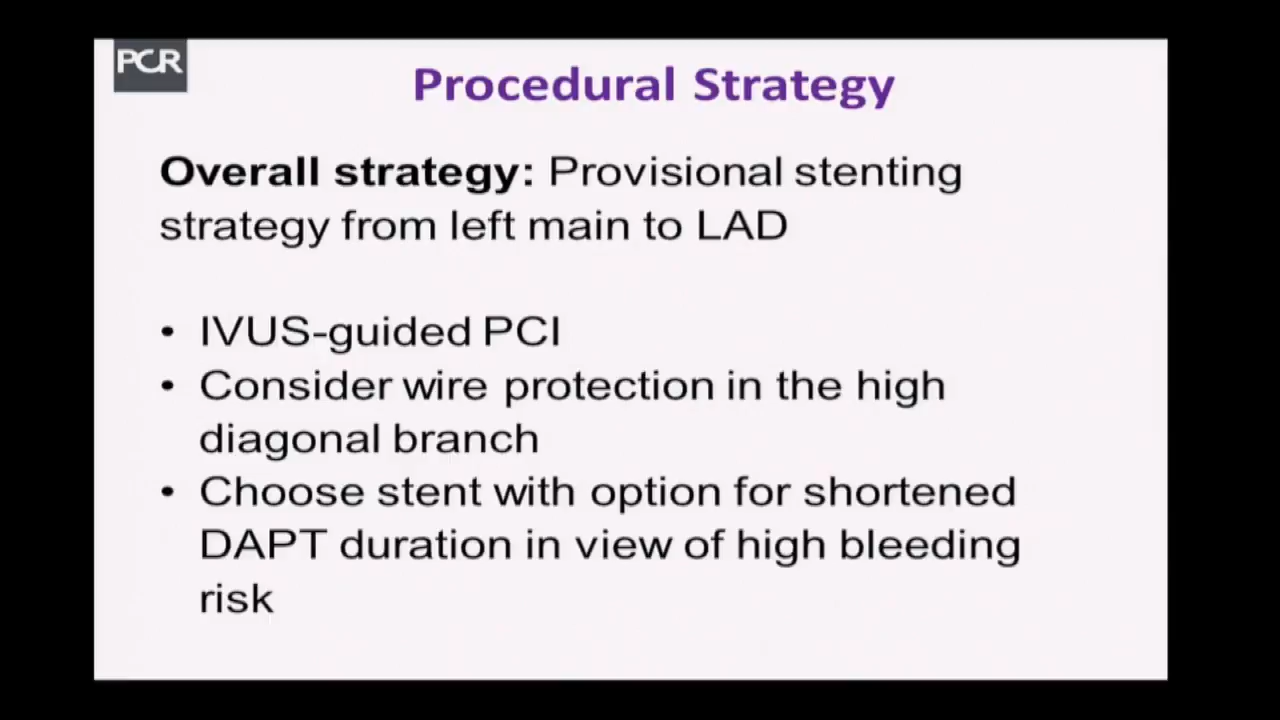 PCR
Procedural Strategy
Overall strategy: Provisional stenting
strategy from left main to LAD
• IVUS-guided PCI
• Consider wire protection in the high
diagonal branch
• Choose stent with option for shortened
DAPT duration in view of high bleeding
risk